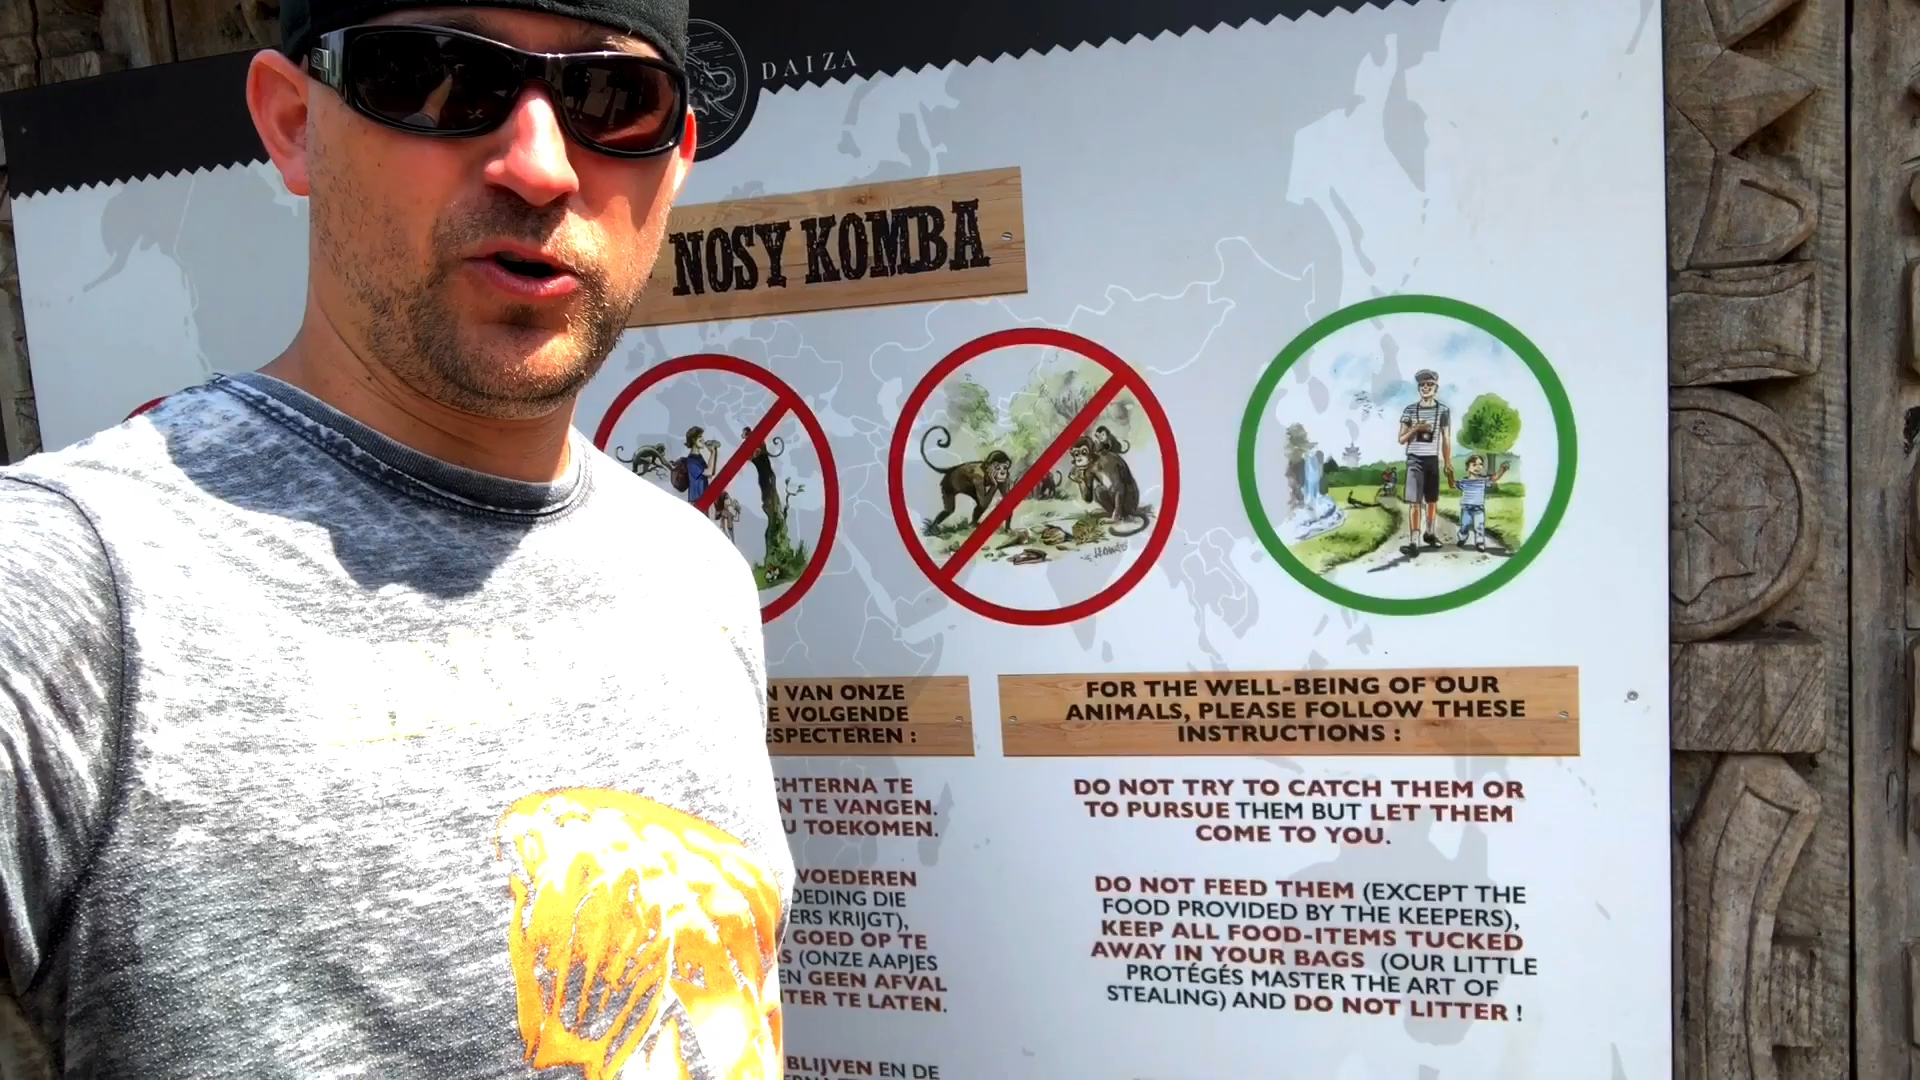 DAIZA
NOSY KOMBA
N VAN ONZE
E VOLGENDE
ESPECTEREN :
CHTERNA TE
N TE VANGEN.
U TOEKOMEN.
VOEDEREN
OEDING DIE
ERS KRIJGT),
GOED OP TE
S (ONZE AAPJES
EN GEEN AFVAL
TER TE LATEN.
BLIJVEN EN DE
FOR THE WELL-BEING OF OUR
ANIMALS, PLEASE FOLLOW THESE
INSTRUCTIONS :
DO NOT TRY TO CATCH THEM OR
TO PURSUE THEM BUT LET THEM
COME TO YOU.
DO NOT FEED THEM (EXCEPT THE
FOOD PROVIDED BY THE KEEPERS),
KEEP ALL FOOD-ITEMS TUCKED
AWAY IN YOUR BAGS (OUR LITTLE
PROTÉGÉS MASTER THE ART OF
STEALING) AND DO NOT LITTER !